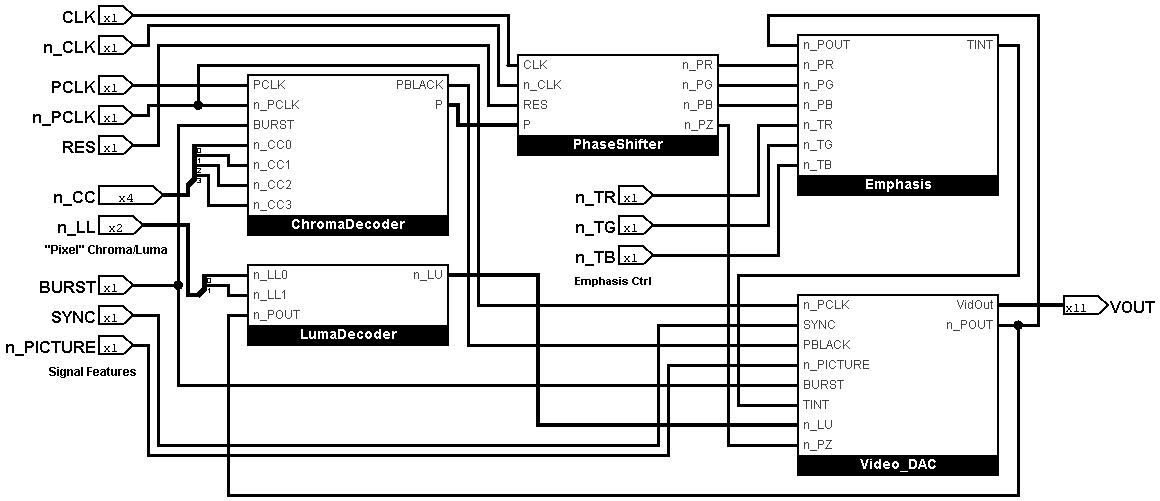 CLK x1
n_CLK x1
PCLK x1
n_PCLK x1
RES x1
n_CC x4
n_LL x2
"Pixel" Chroma/Luma
BURST x1
SYNC x1
n_PICTURE x1
Signal Features
PCLK PBLACK
n_PCLK P
BURST
n_CC0
n_CC1
n_CC2
n_CC3
0
1
2
3
ChromaDecoder
n_LL0 n_LU
n_LL1
n_POUT
0
1
LumaDecoder
CLK n_PR
n_CLK n_PG
RES n_PB
P n_PZ
PhaseShifter
n_TR x1
n_TG x1
n_TB x1
Emphasis Ctrl
n_POUT TINT
n_PR
n_PG
n_PB
n_TR
n_TG
n_TB
Emphasis
n_PCLK VidOut
SYNC n_POUT
PBLACK
n_PICTURE
BURST
TINT
n_LU
n_PZ
Video_DAC
x11 VOUT